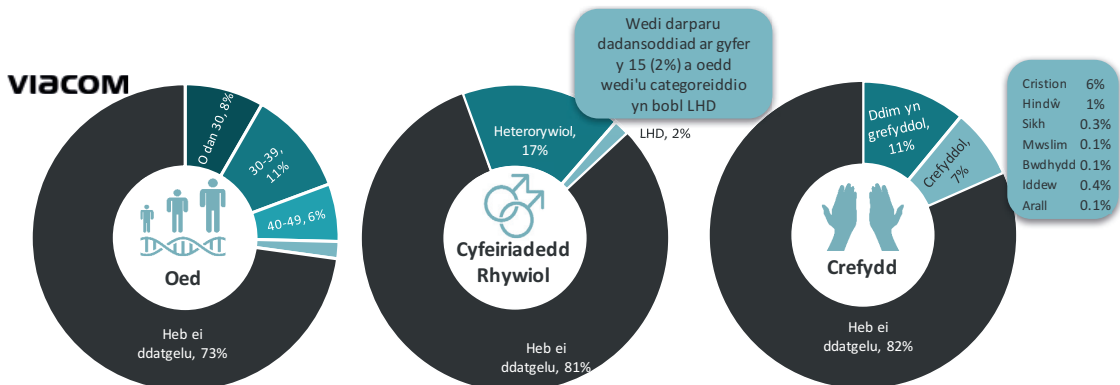 VIACOM
O dan 30, 8%
30-39,
11%
40-49, 6%
Oed
Heb ei
ddatgelu, 73%
Wedi darparu
dadansoddiad ar gyfer
y 15 (2%) a oedd
wedi'u categoreiddio
yn bobl LHD
Heterorywiol,
17%
LHD, 2%
Cyfeiriadedd
Rhywiol
Heb ei
ddatgelu, 81%
Ddim yn
grefyddol,
11%
Crefyddol,
7%
Crefydd
Heb ei
ddatgelu, 82%
Cristion 6%
Hindŵ 1%
Sikh 0.3%
Mwslim 0.1%
Bwdhydd 0.1%
Iddew 0.4%
Arall 0.1%